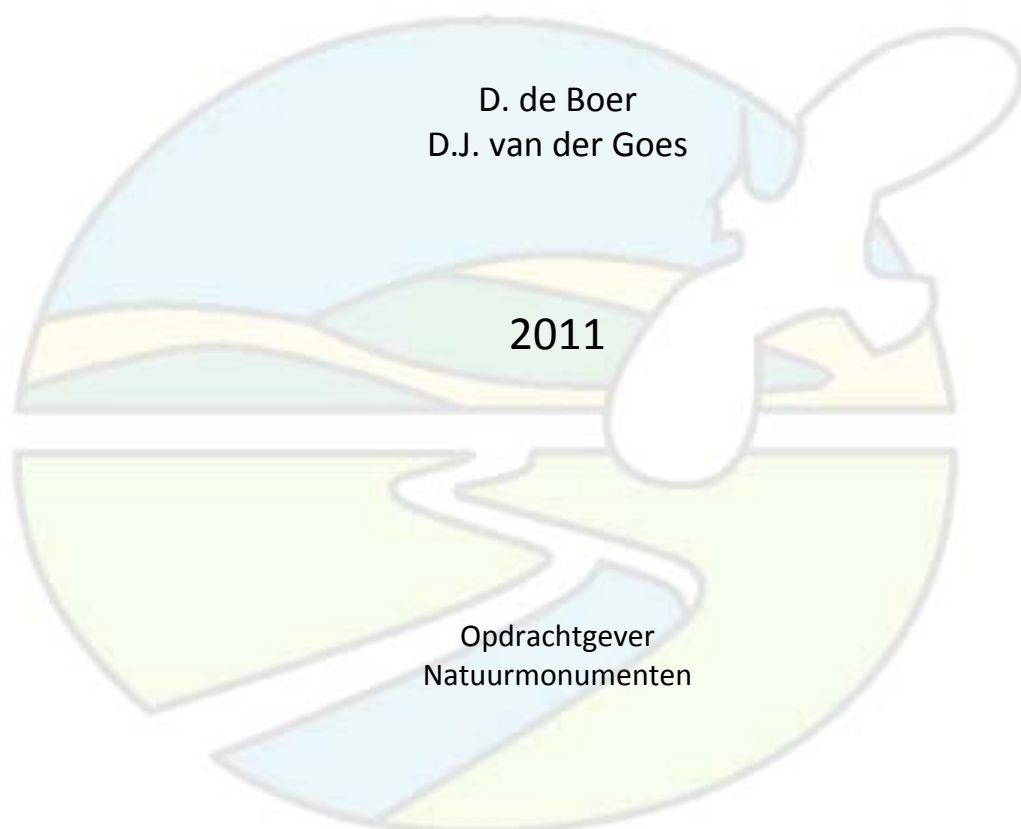 D. de Boer
D.J. van der Goes
2011
Opdrachtgever
Natuurmonumenten